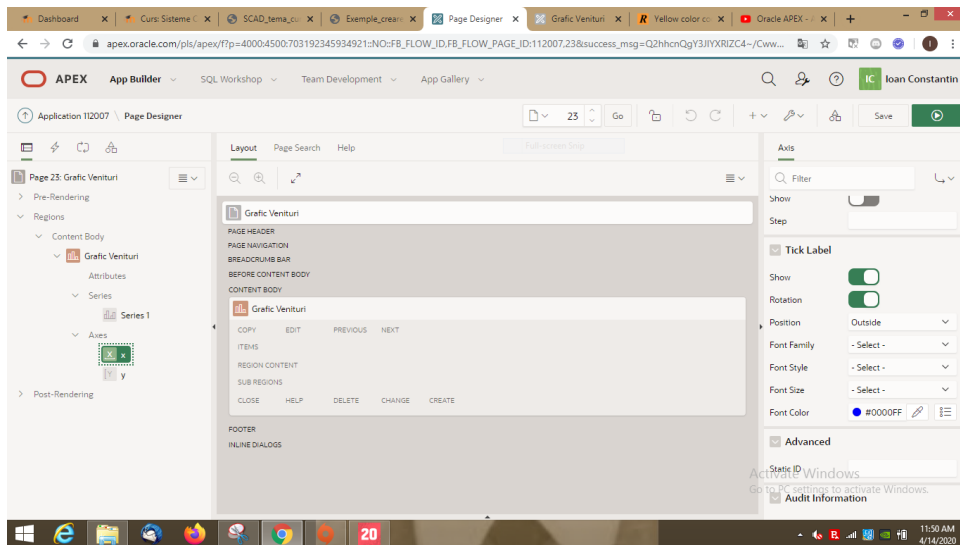 Dashboard
Curs: Sisteme C
SCAD_tema_cu
Exemple_creare
Page Designer
Grafic Venituri
Yellow color co
Oracle APEX - A
apex.oracle.com/pls/apex/f?p=4000:4500:703192345934921::NO::FB_FLOW_ID,FB_FLOW_PAGE_ID:112007,23&success_msg=Q2hhcnQgY3JlYXRlZC4~/Cww...
APEX App Builder SQL Workshop Team Development App Gallery
IC Ioan Constantin
Application 112007 \ Page Designer
23 Go
Save
Layout Page Search Help
Axis
Page 23: Grafic Venituri
Pre-Rendering
Regions
Content Body
Grafic Venituri
Attributes
Series
Series 1
Axes
x
y
Post-Rendering
Full-screen Snip
Grafic Venituri
PAGE HEADER
PAGE NAVIGATION
BREADCRUMB BAR
BEFORE CONTENT BODY
CONTENT BODY
Grafic Venituri
COPY EDIT PREVIOUS NEXT
ITEMS
REGION CONTENT
SUB REGIONS
CLOSE HELP DELETE CHANGE CREATE
FOOTER
INLINE DIALOGS
Filter
Show
Step
Tick Label
Show
Rotation
Position Outside
Font Family - Select -
Font Style - Select -
Font Size - Select -
Font Color #0000FF
Advanced
Static ID
Audit Information
Activate Windows
Go to PC settings to activate Windows.
20
11:50 AM
4/14/2020